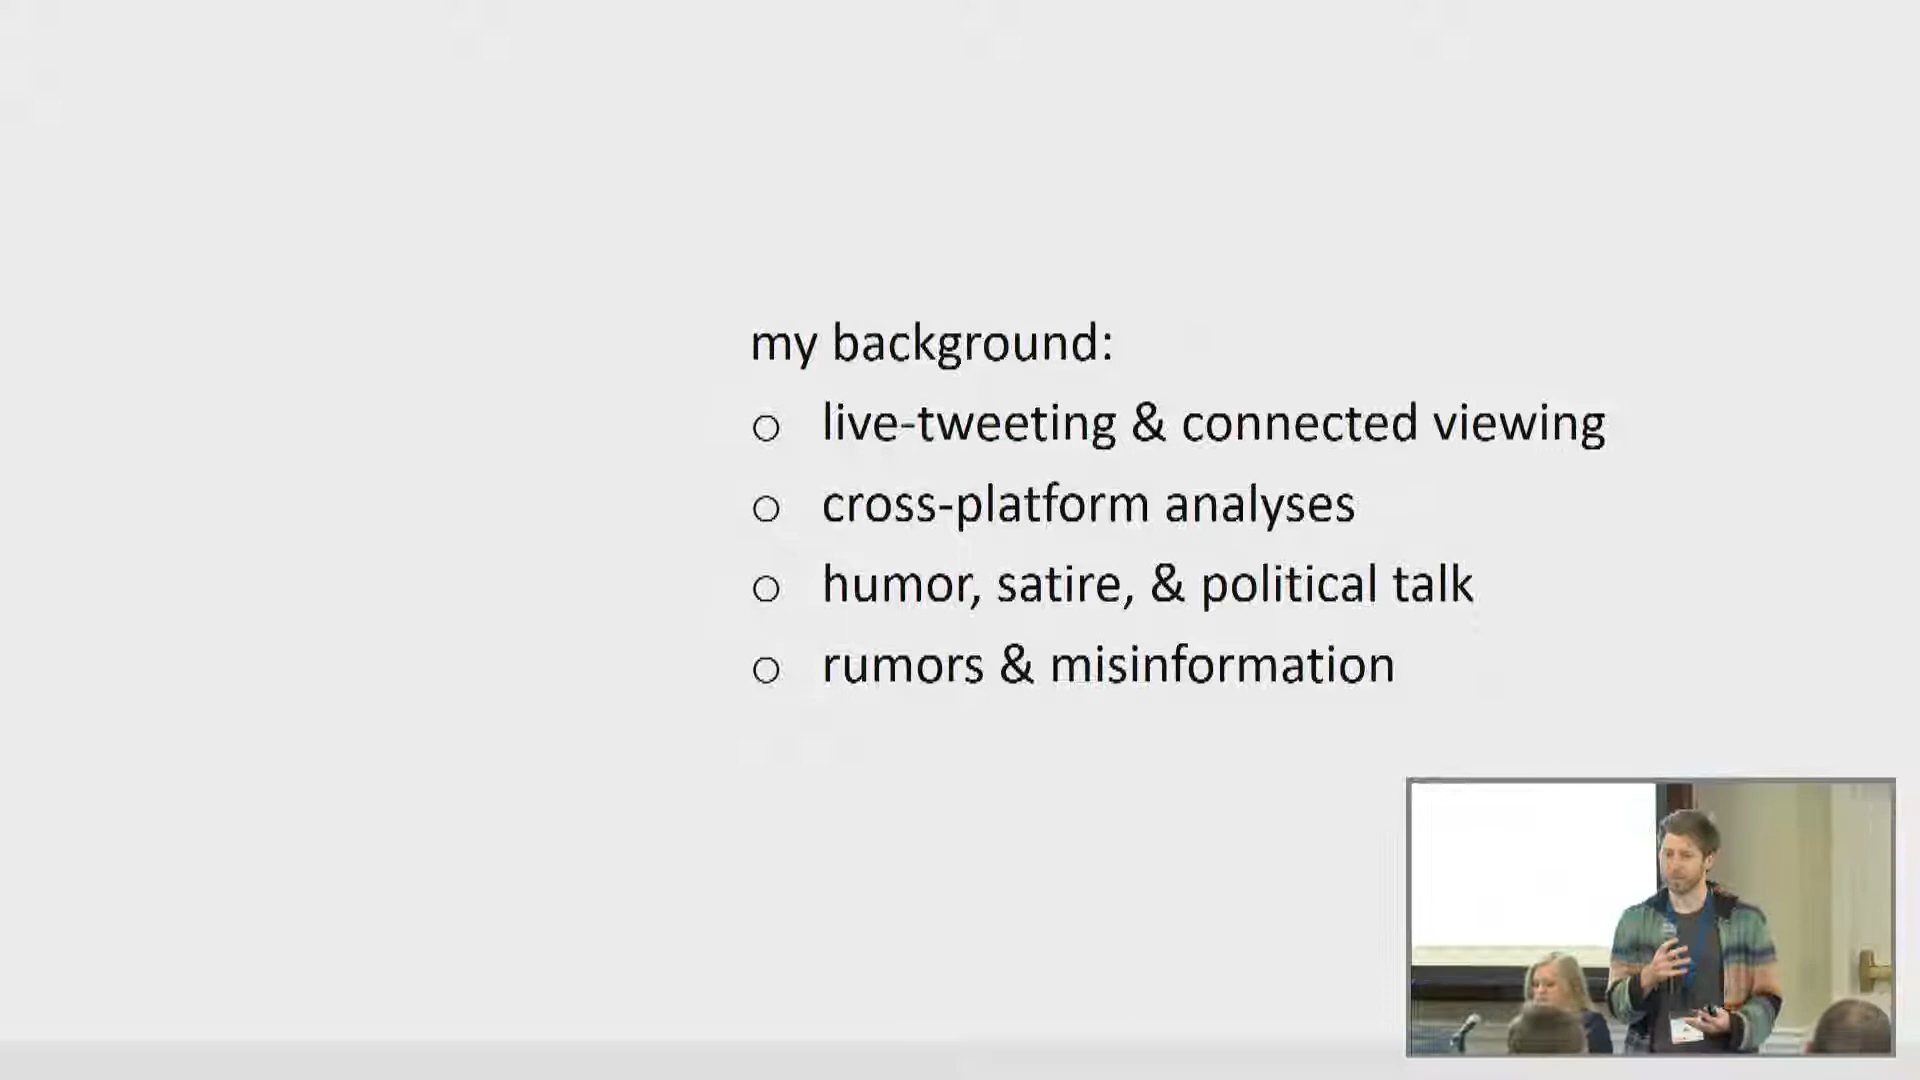 my background:
o live-tweeting & connected viewing
o cross-platform analyses
o humor, satire, & political talk
o rumors & misinformation